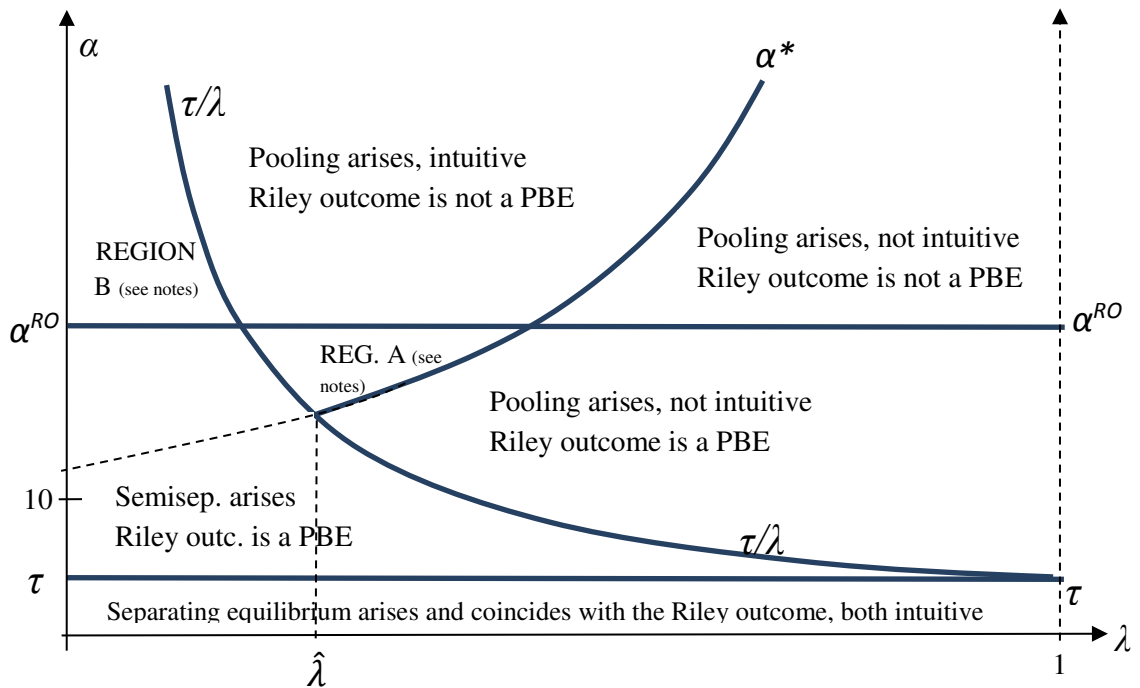 α
α*
τ/λ
Pooling arises, intuitive
Riley outcome is not a PBE
REGION
B (see notes)
Pooling arises, not intuitive
Riley outcome is not a PBE
α^RO
α^RO
REG. A (see
notes)
Pooling arises, not intuitive
Riley outcome is a PBE
10
Semisep. arises
Riley outc. is a PBE
τ/λ
τ
τ
Separating equilibrium arises and coincides with the Riley outcome, both intuitive
λ̂
1
λ